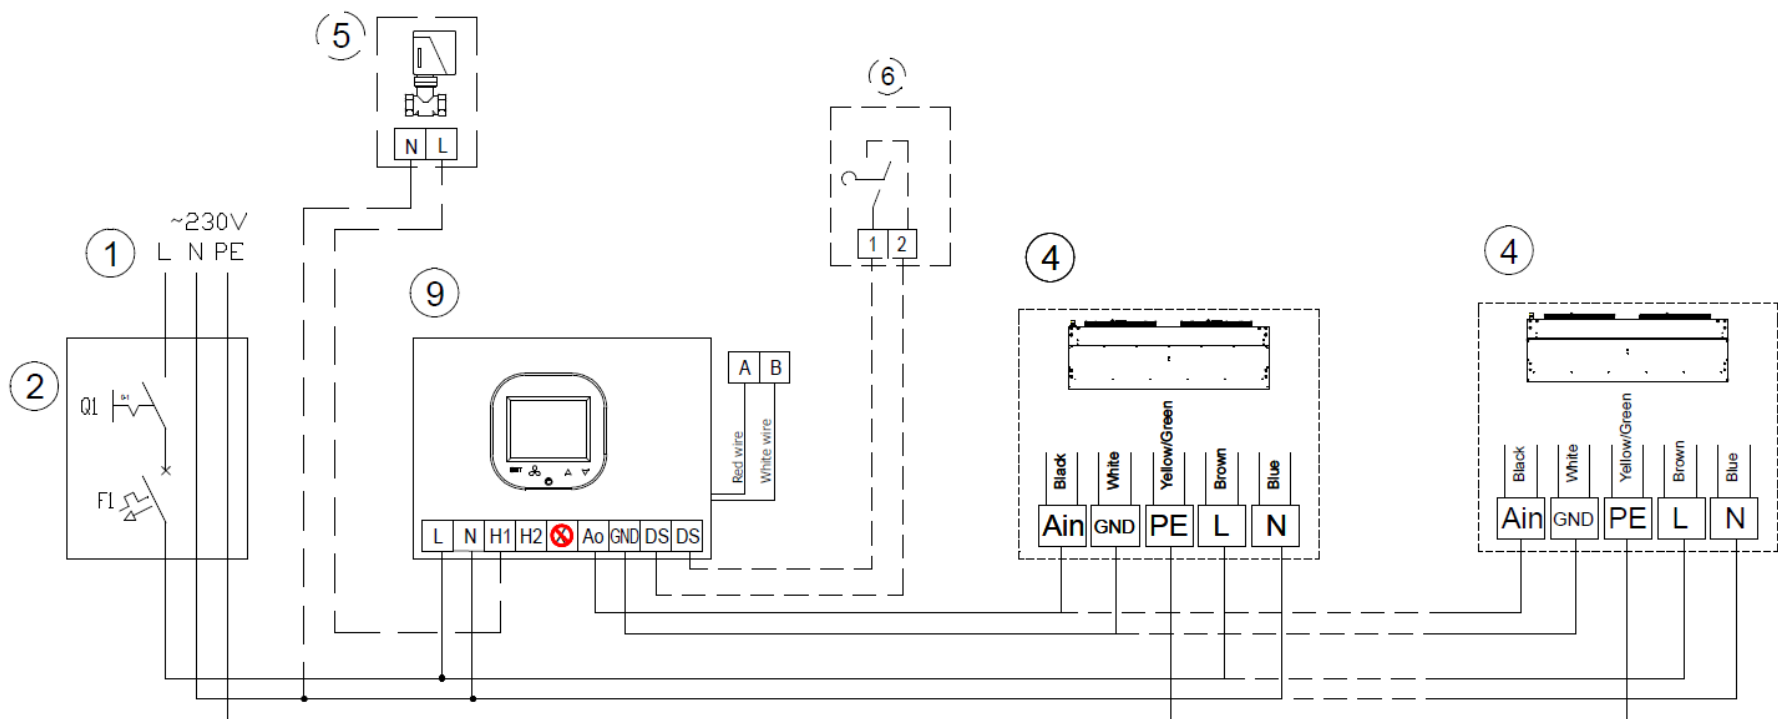 5
N L
6
~230V
1 L N PE
1 2
4
4
9
2
Q1
F1
A B
Red wire
White wire
EXIT
L N H1 H2 X Ao GND DS DS
Black White Yellow/Green Brown Blue
Ain GND PE L N
Black White Yellow/Green Brown Blue
Ain GND PE L N